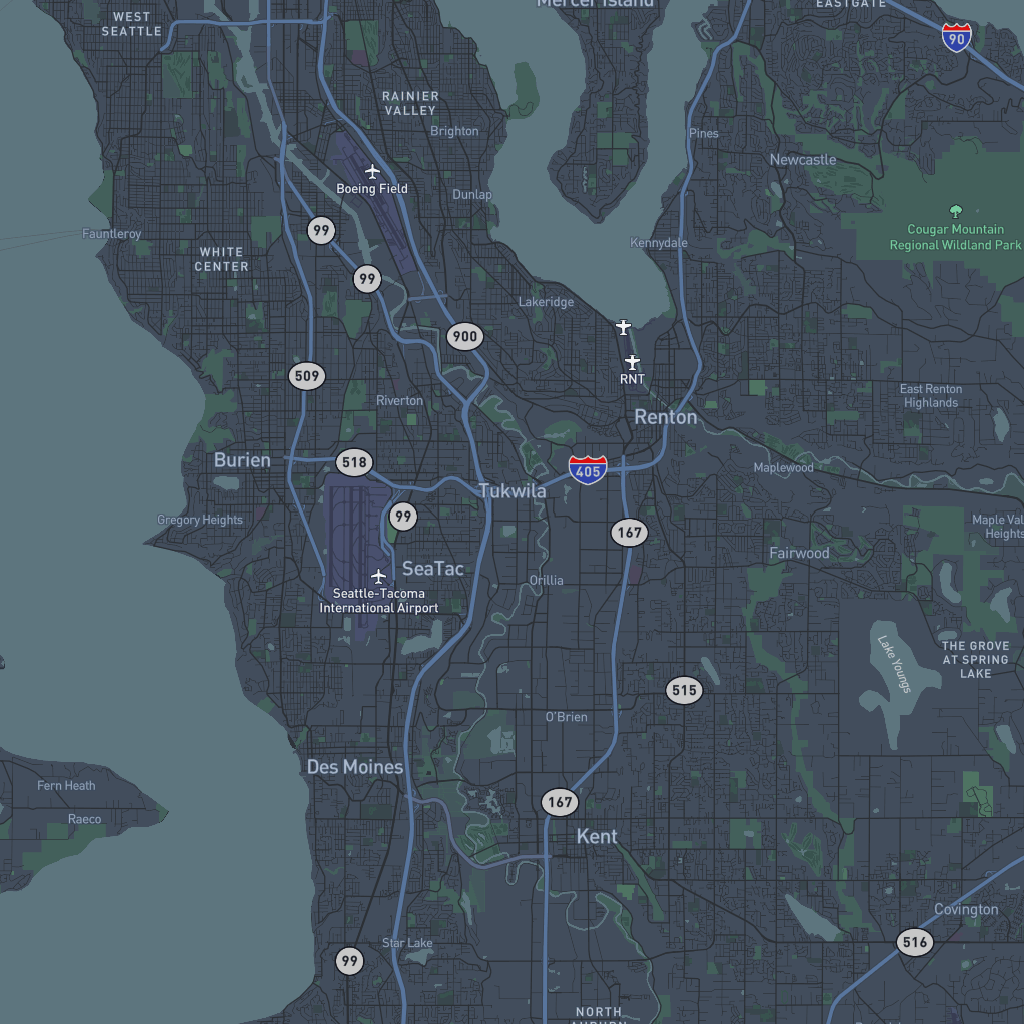 Mercer Island
EASTGATE
WEST
SEATTLE
90
RAINIER
VALLEY
Brighton
Pines
Newcastle
Boeing Field
Dunlap
Cougar Mountain
Regional Wildland Park
99
Fauntleroy
Kennydale
WHITE
CENTER
99
Lakeridge
900
RNT
509
East Renton
Highlands
Riverton
Renton
Burien
518
405
Maplewood
Tukwila
99
Gregory Heights
167
Maple Val
Heights
Fairwood
SeaTac
Orillia
Seattle-Tacoma
International Airport
Lake Youngs
THE GROVE
AT SPRING
LAKE
515
O'Brien
Des Moines
Fern Heath
167
Raeco
Kent
Covington
Star Lake
516
99
NORTH
AUBURN